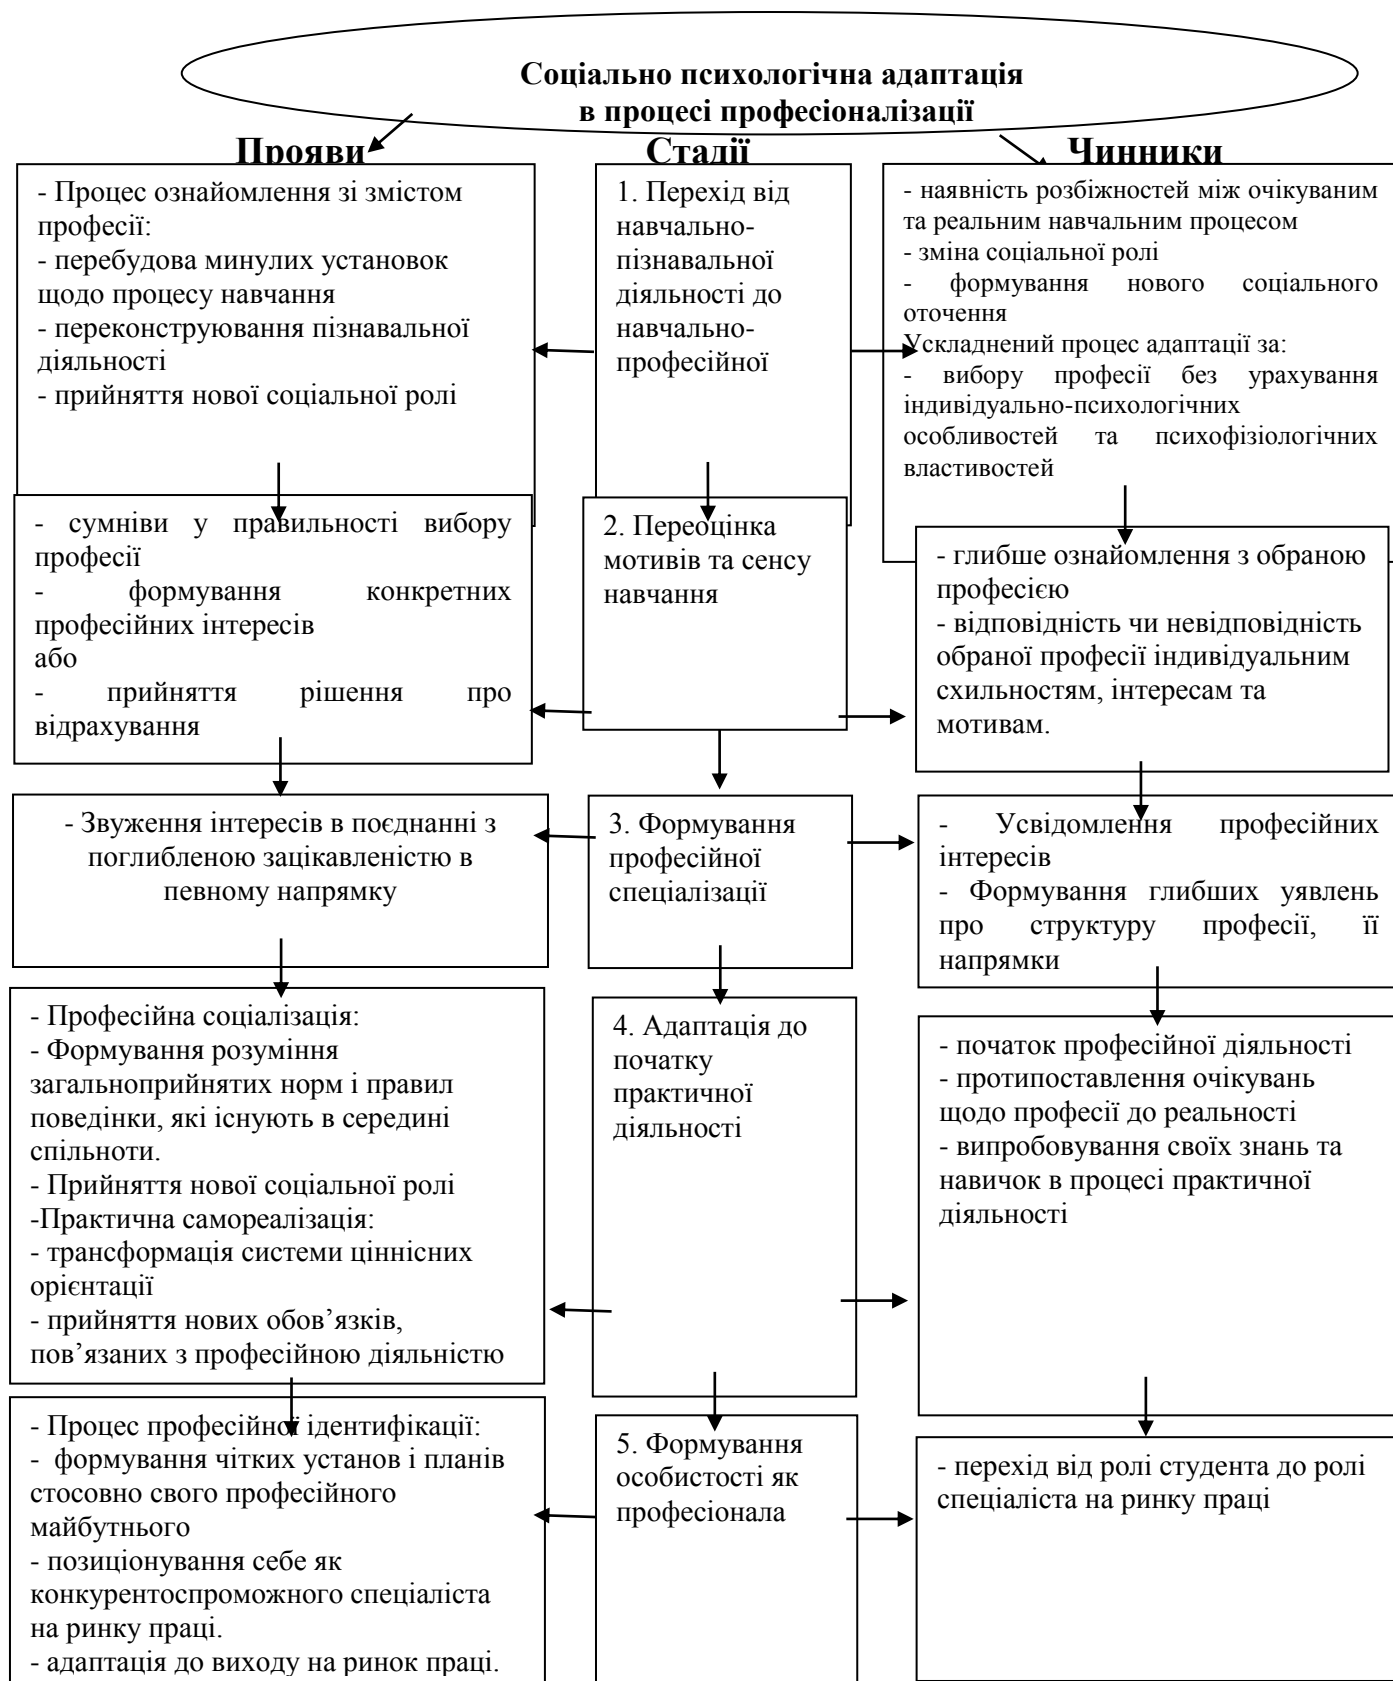 Соціально психологічна адаптація
в процесі професіоналізації
Прояви
Стадії
Чинники
- Процес ознайомлення зі змістом
професії:
- перебудова минулих установок
щодо процесу навчання
- переконструювання пізнавальної
діяльності
- прийняття нової соціальної ролі
1. Перехід від
навчально-
пізнавальної
діяльності до
навчально-
професійної
- наявність розбіжностей між очікуваним
та реальним навчальним процесом
- зміна соціальної ролі
- формування нового соціального
оточення
Ускладнений процес адаптації за:
- вибору професії без урахування
індивідуально-психологічних
особливостей та психофізіологічних
властивостей
- сумніви у правильності вибору
професії
- формування конкретних
професійних інтересів
або
- прийняття рішення про
відрахування
2. Переоцінка
мотивів та сенсу
навчання
- глибше ознайомлення з обраною
професією
- відповідність чи невідповідність
обраної професії індивідуальним
схильностям, інтересам та
мотивам.
- Звуження інтересів в поєднанні з
поглибленою зацікавленістю в
певному напрямку
3. Формування
професійної
спеціалізації
- Усвідомлення професійних
інтересів
- Формування глибших уявлень
про структуру професії, її
напрямки
- Професійна соціалізація:
- Формування розуміння
загальноприйнятих норм і правил
поведінки, які існують в середині
спільноти.
- Прийняття нової соціальної ролі
-Практична самореалізація:
- трансформація системи ціннісних
орієнтації
- прийняття нових обов’язків,
пов’язаних з професійною діяльністю
4. Адаптація до
початку
практичної
діяльності
- початок професійної діяльності
- протипоставлення очікувань
щодо професії до реальності
- випробовування своїх знань та
навичок в процесі практичної
діяльності
- Процес професійної ідентифікації:
- формування чітких установ і планів
стосовно свого професійного
майбутнього
- позиціонування себе як
конкурентоспроможного спеціаліста
на ринку праці.
- адаптація до виходу на ринок праці.
5. Формування
особистості як
професіонала
- перехід від ролі студента до ролі
спеціаліста на ринку праці